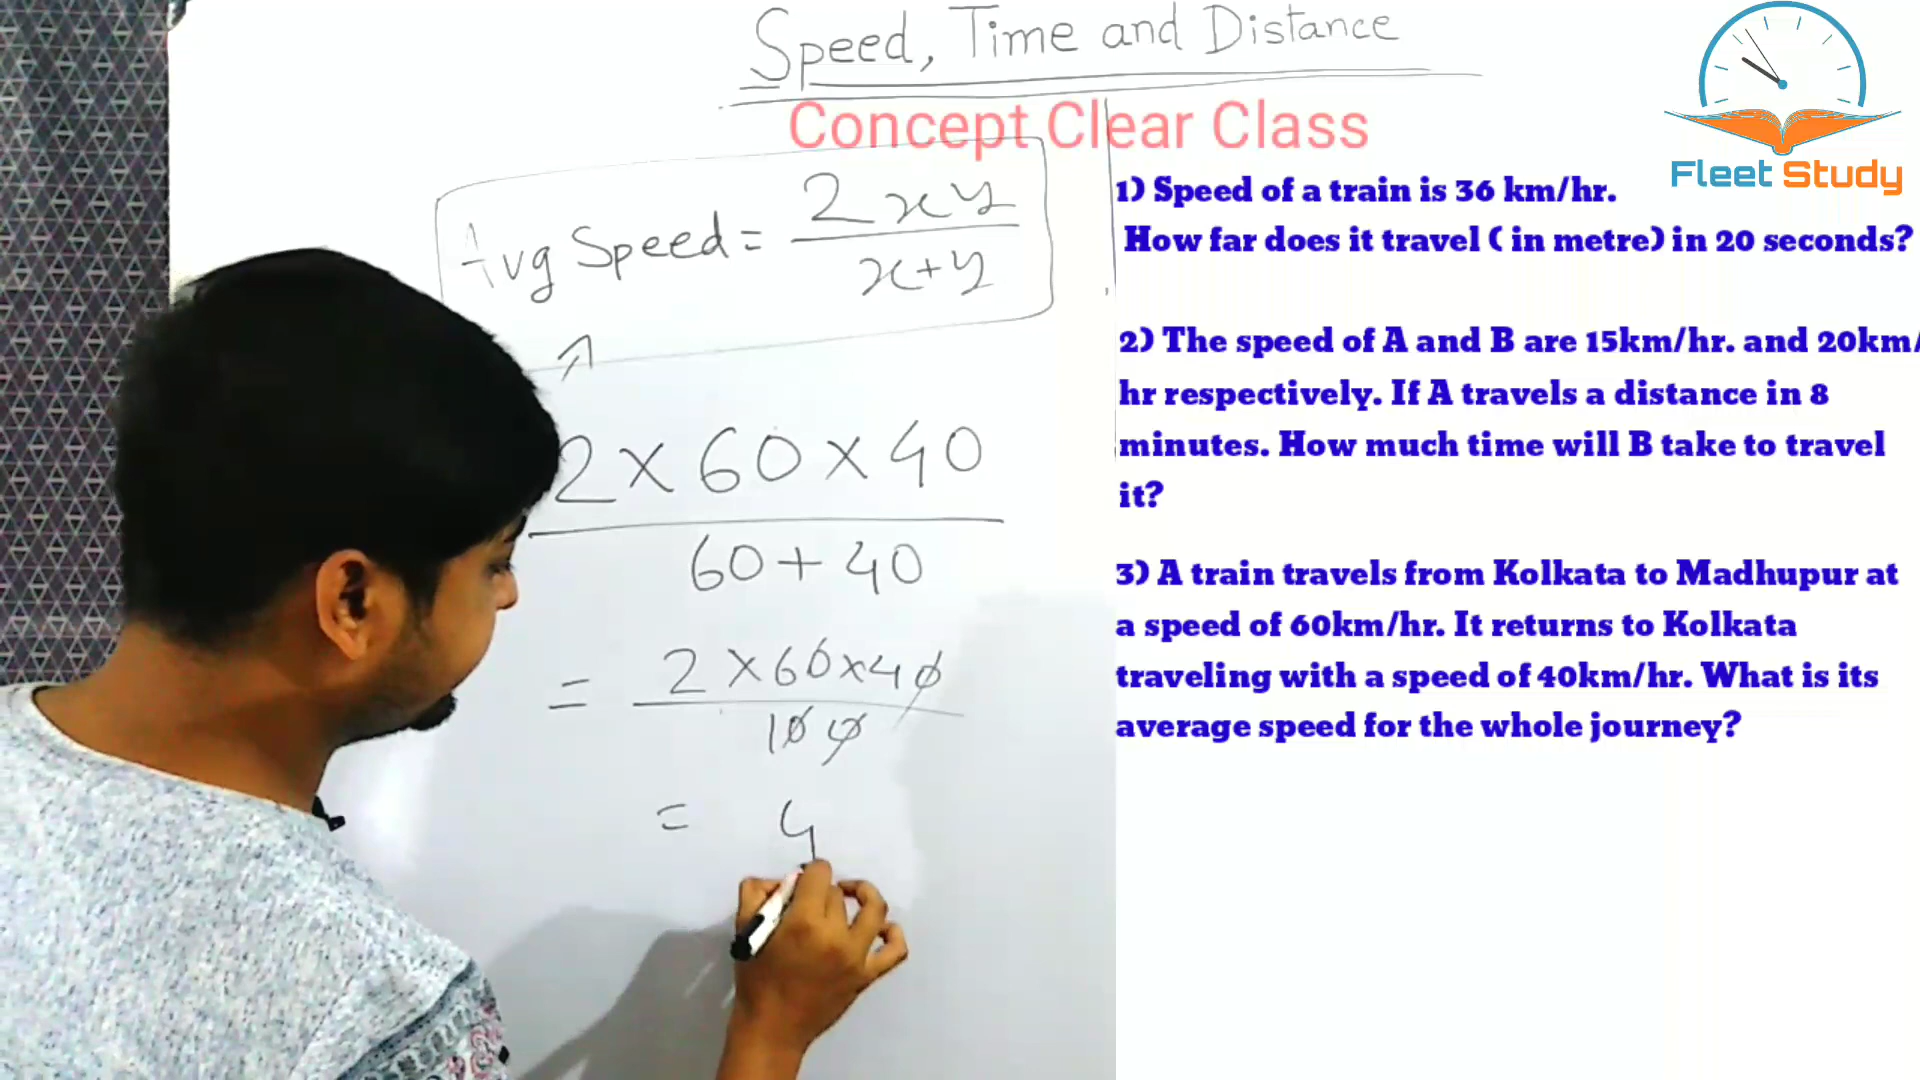 Speed, Time and Distance
Concept Clear Class
Fleet Study
Avg Speed = 2xy
x+y
2 x 60 x 40
60 + 40
= 2 x 60 x 40
100
= 4
1) Speed of a train is 36 km/hr.
How far does it travel ( in metre) in 20 seconds?
2) The speed of A and B are 15km/hr. and 20km/
hr respectively. If A travels a distance in 8
minutes. How much time will B take to travel
it?
3) A train travels from Kolkata to Madhupur at
a speed of 60km/hr. It returns to Kolkata
traveling with a speed of 40km/hr. What is its
average speed for the whole journey?